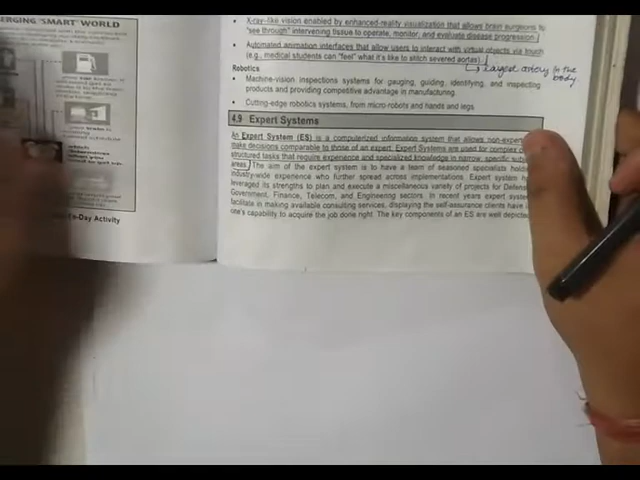 ERGING 'SMART' WORLD
n-Day Activity
• X-ray-like vision enabled by enhanced-reality visualization that allows brain surgeons to
"see through" intervening tissue to operate, monitor, and evaluate disease progression
• Automated animation interfaces that allow users to interact with virtual objects via touch
(e.g., medical students can "feel" what it's like to stitch severed aortas)
↳ Largest artery in the
body.
Robotics
• Machine-vision inspections systems for gauging, guiding, identifying, and inspecting
products and providing competitive advantage in manufacturing
• Cutting-edge robotics systems, from micro-robots and hands and legs
4.9 Expert Systems
An Expert System (ES) is a computerized information system that allows non-exper
make decisions comparable to those of an expert. Expert Systems are used for complex o
structured tasks that require experience and specialized knowledge in narrow, specific sub
areas. The aim of the expert system is to have a team of seasoned specialists holdi
industry-wide experience who further spread across implementations. Expert system h
leveraged its strengths to plan and execute a miscellaneous variety of projects for Defens
Government, Finance, Telecom, and Engineering sectors. In recent years expert syste
facilitate in making available consulting services, displaying the self-assurance clients have i
one's capability to acquire the job done right. The key components of an ES are well depicte